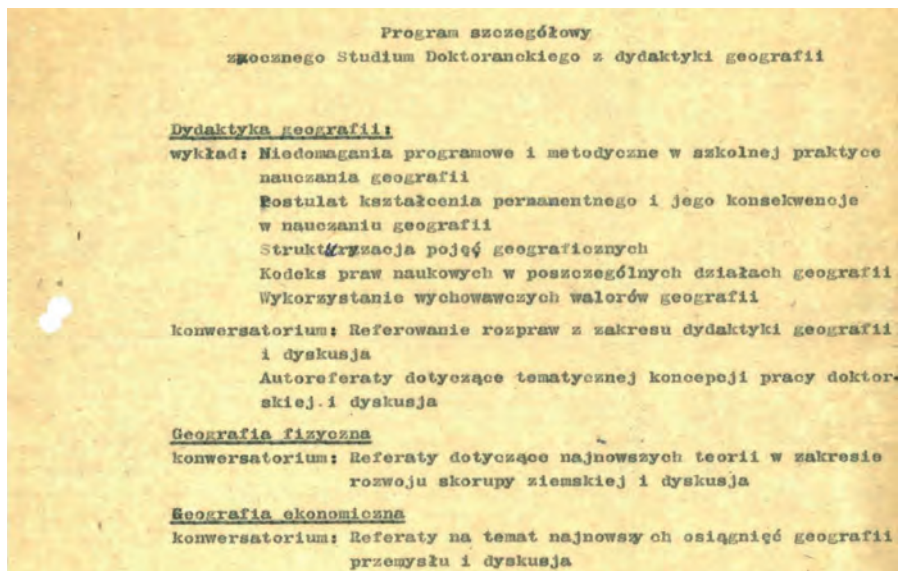 Program szczegółowy
zaocznego Studium Doktoranckiego z dydaktyki geografii
Dydaktyka geografii:
wykład: Niedomagania programowe i metodyczne w szkolnej praktyce
nauczania geografii
Postulat kształcenia permanentnego i jego konsekwencje
w nauczaniu geografii
Strukturyzacja pojęć geograficznych
Kodeks praw naukowych w poszczególnych działach geografii
Wykorzystanie wychowawczych walorów geografii
konwersatorium: Referowanie rozpraw z zakresu dydaktyki geografii
i dyskusja
Autoreferaty dotyczące tematycznej koncepcji pracy doktor-
skiej.i dyskusja
Geografia fizyczna
konwersatorium: Referaty dotyczące najnowszych teorii w zakresie
rozwoju skorupy ziemskiej i dyskusja
Geografia ekonomiczna
konwersatorium: Referaty na temat najnowszych osiągnięć geografii
przemysłu i dyskusja